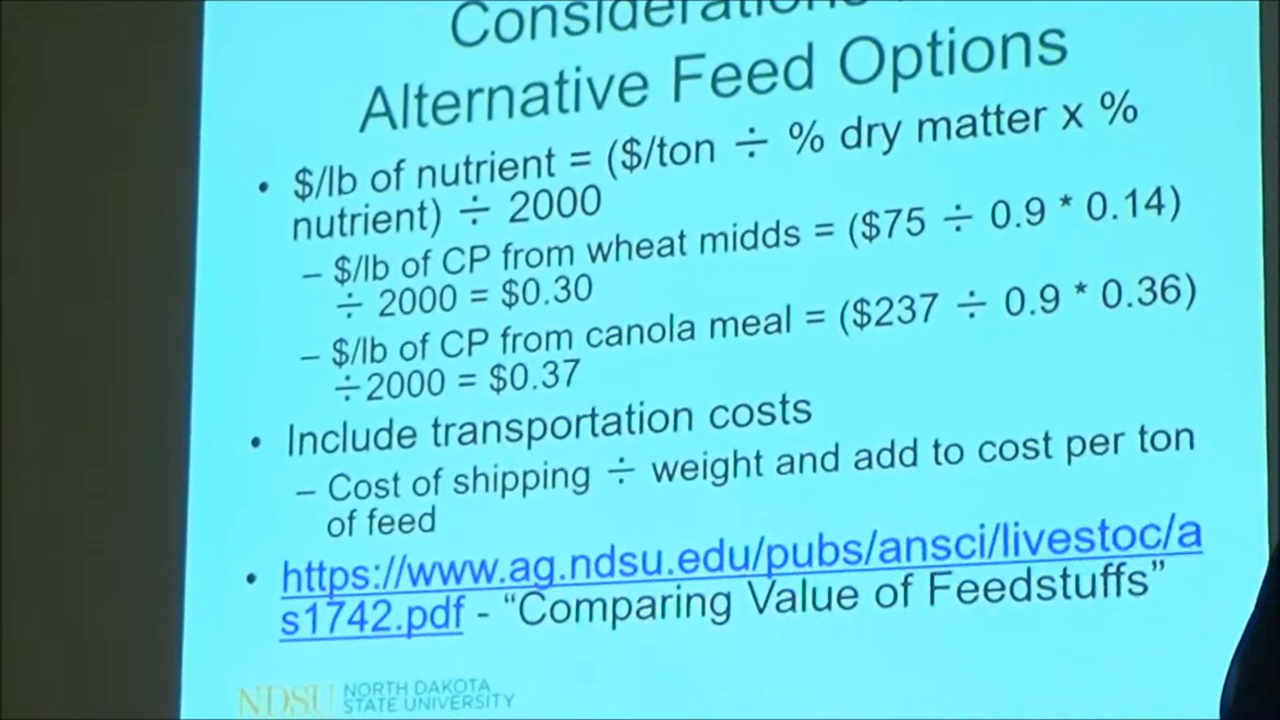 Considerations
Alternative Feed Options
• $/lb of nutrient = ($/ton ÷ % dry matter x %
nutrient) ÷ 2000
– $/lb of CP from wheat midds = ($75 ÷ 0.9 * 0.14)
÷ 2000 = $0.30
– $/lb of CP from canola meal = ($237 ÷ 0.9 * 0.36)
÷2000 = $0.37
• Include transportation costs
– Cost of shipping ÷ weight and add to cost per ton
of feed
• https://www.ag.ndsu.edu/pubs/ansci/livestoc/a
s1742.pdf - “Comparing Value of Feedstuffs”
NDSU NORTH DAKOTA
STATE UNIVERSITY